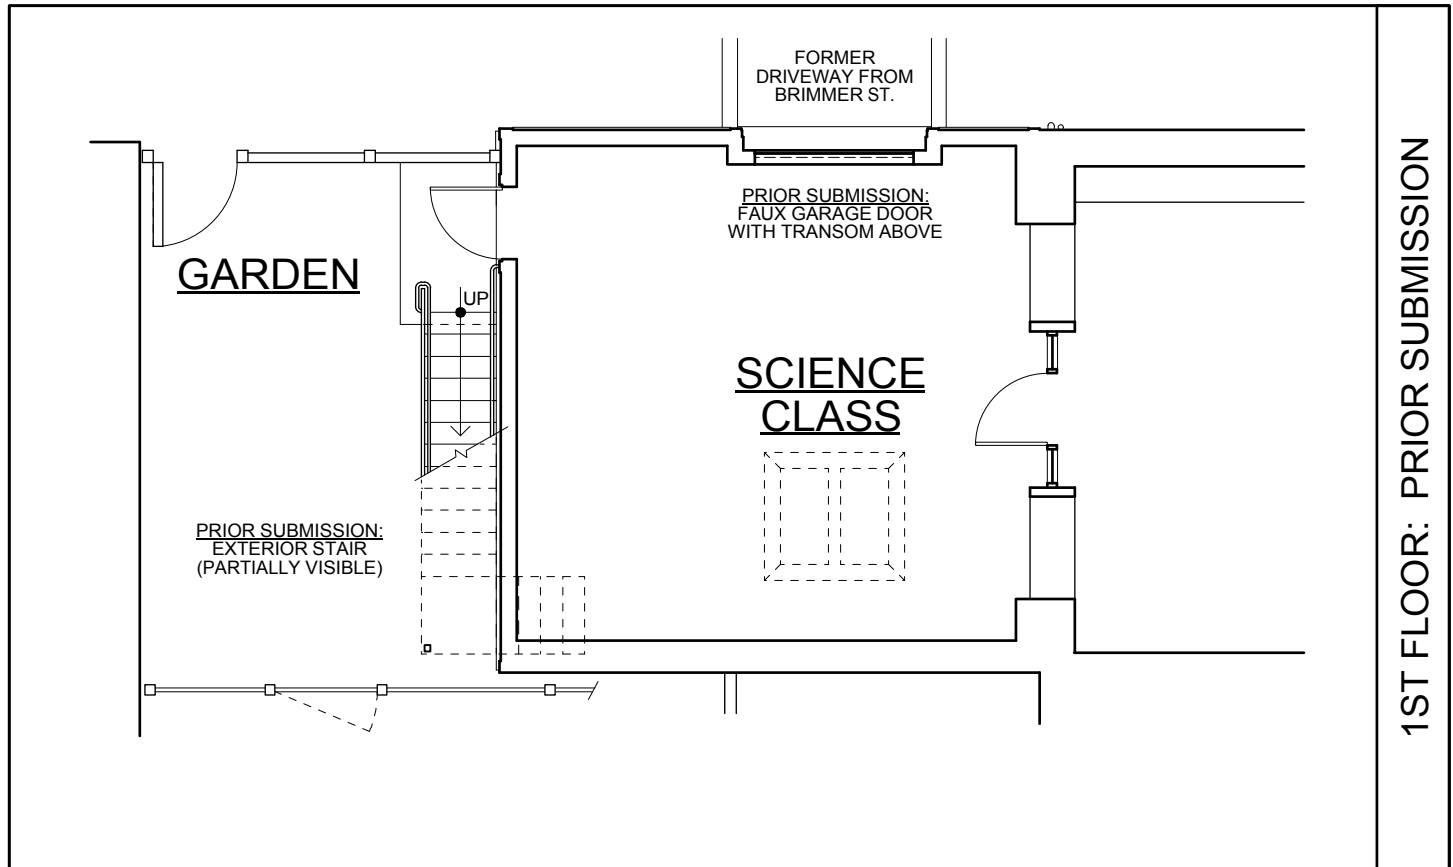 FORMER
DRIVEWAY FROM
BRIMMER ST.
PRIOR SUBMISSION:
FAUX GARAGE DOOR
WITH TRANSOM ABOVE
GARDEN
UP
SCIENCE
CLASS
PRIOR SUBMISSION:
EXTERIOR STAIR
(PARTIALLY VISIBLE)
1ST FLOOR: PRIOR SUBMISSION